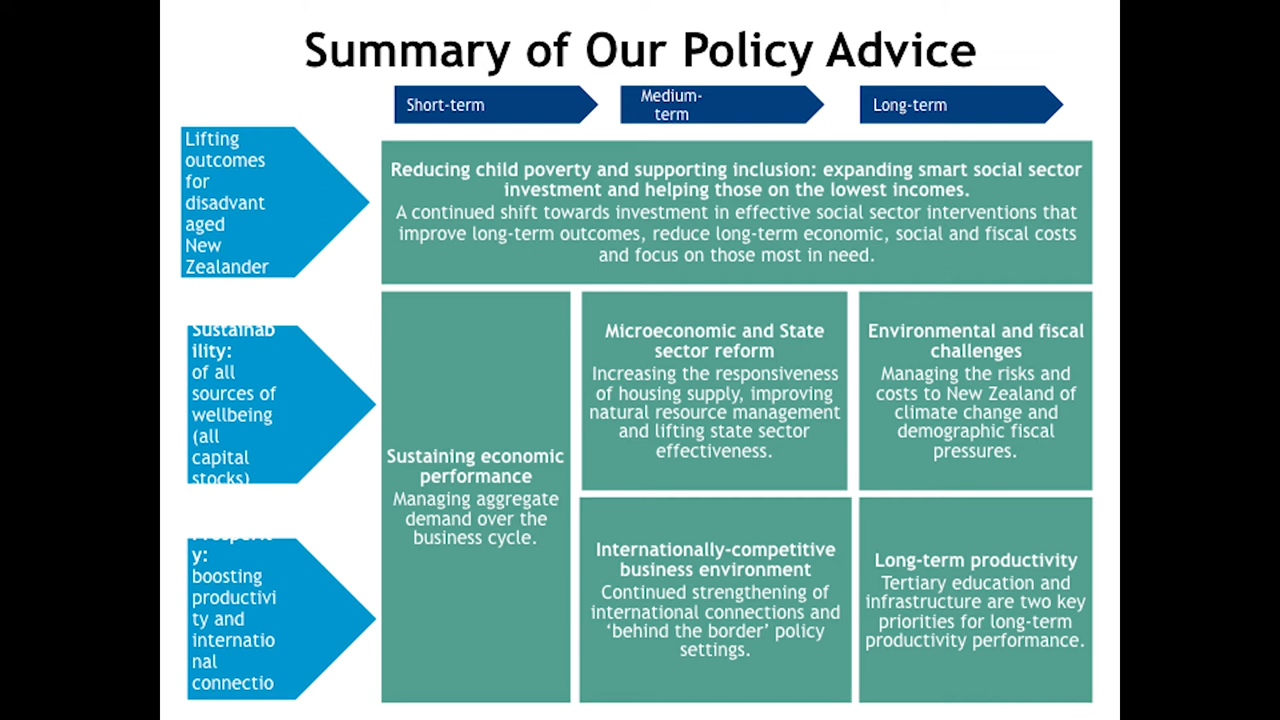 Summary of Our Policy Advice
Short-term
Medium-
term
Long-term
Lifting
outcomes
for
disadvant
aged
New
Zealander
Reducing child poverty and supporting inclusion: expanding smart social sector
investment and helping those on the lowest incomes.
A continued shift towards investment in effective social sector interventions that
improve long-term outcomes, reduce long-term economic, social and fiscal costs
and focus on those most in need.
Sustainab
ility:
of all
sources of
wellbeing
(all
capital
stocks)
Sustaining economic
performance
Managing aggregate
demand over the
business cycle.
Microeconomic and State
sector reform
Increasing the responsiveness
of housing supply, improving
natural resource management
and lifting state sector
effectiveness.
Environmental and fiscal
challenges
Managing the risks and
costs to New Zealand of
climate change and
demographic fiscal
pressures.
y:
boosting
productivi
ty and
internatio
nal
connectio
Internationally-competitive
business environment
Continued strengthening of
international connections and
‘behind the border’ policy
settings.
Long-term productivity
Tertiary education and
infrastructure are two key
priorities for long-term
productivity performance.